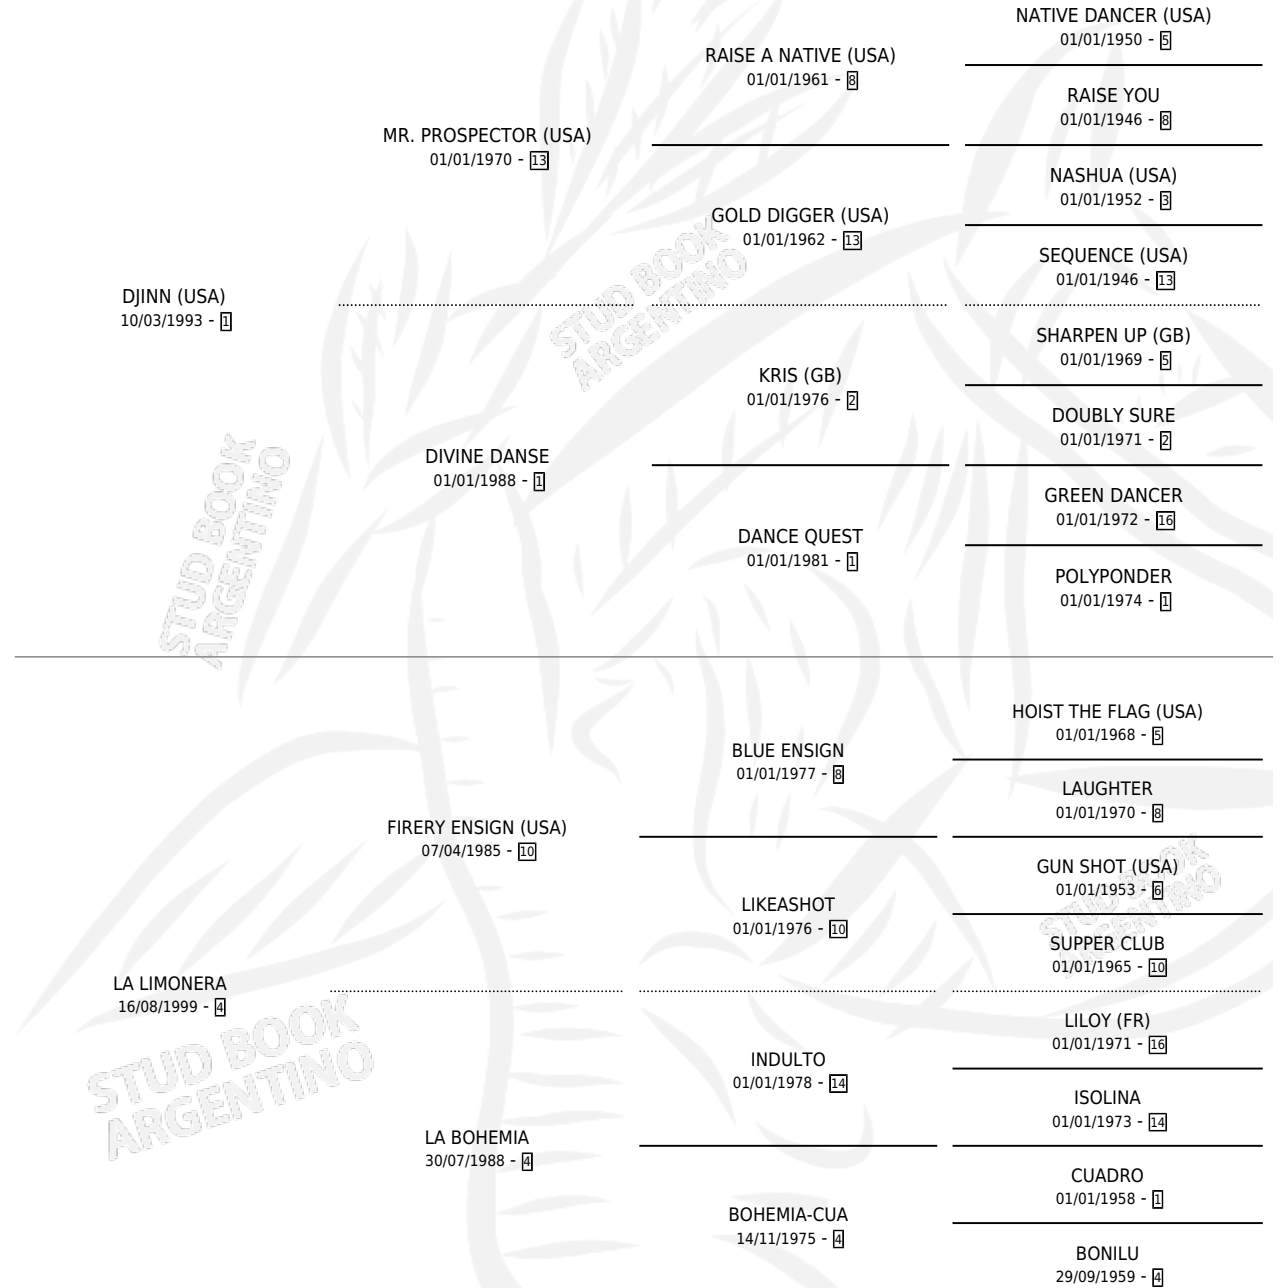 NATIVE DANCER (USA)
01/01/1950 - 5
RAISE A NATIVE (USA)
01/01/1961 - 8
RAISE YOU
01/01/1946 - 8
MR. PROSPECTOR (USA)
01/01/1970 - 13
NASHUA (USA)
01/01/1952 - 3
GOLD DIGGER (USA)
01/01/1962 - 13
SEQUENCE (USA)
01/01/1946 - 13
DJINN (USA)
10/03/1993 - 1
SHARPEN UP (GB)
01/01/1969 - 5
KRIS (GB)
01/01/1976 - 2
DOUBLY SURE
01/01/1971 - 2
DIVINE DANSE
01/01/1988 - 1
GREEN DANCER
01/01/1972 - 16
DANCE QUEST
01/01/1981 - 1
POLYPONDER
01/01/1974 - 1
HOIST THE FLAG (USA)
01/01/1968 - 5
BLUE ENSIGN
01/01/1977 - 8
LAUGHTER
01/01/1970 - 8
FIRERY ENSIGN (USA)
07/04/1985 - 10
GUN SHOT (USA)
01/01/1953 - 6
LIKEASHOT
01/01/1976 - 10
SUPPER CLUB
01/01/1965 - 10
LA LIMONERA
16/08/1999 - 4
LILOY (FR)
01/01/1971 - 16
INDULTO
01/01/1978 - 14
ISOLINA
01/01/1973 - 14
LA BOHEMIA
30/07/1988 - 4
CUADRO
01/01/1958 - 1
BOHEMIA-CUA
14/11/1975 - 4
BONILU
29/09/1959 - 4
STUD BOOK
ARGENTINO
STUD BOOK
ARGENTINO
STUD BOOK
ARGENTINO
STUD BOOK
ARGENTINO